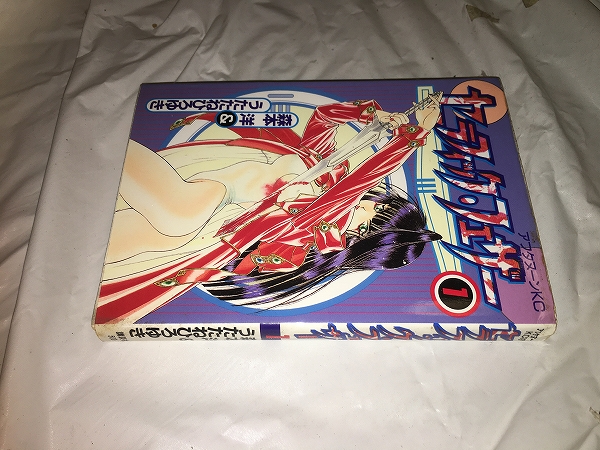 セラフィック・フェザー
アフタヌーンKC
1
森本洋&
うたたねひろゆき
セラフィック・フェザー 1
うたたねひろゆき